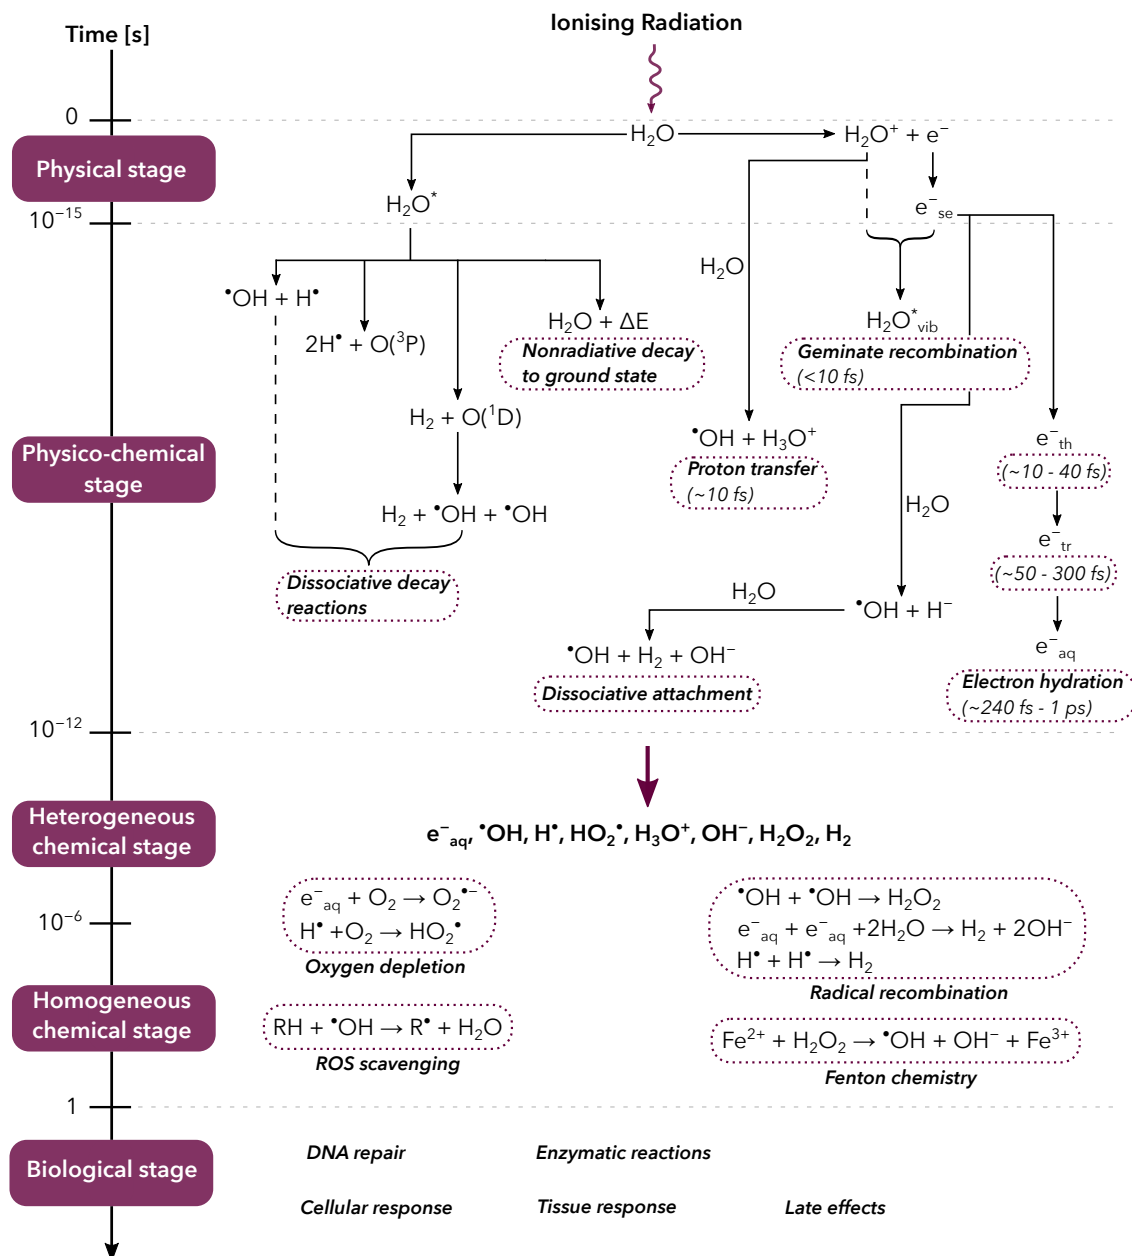 Ionising Radiation
Time [s]
0
H₂O
H₂O⁺ + e⁻
Physical stage
H₂O*
e⁻se
10⁻¹⁵
H₂O
•OH + H•
H₂O + ΔE
H₂O*vib
2H• + O(³P)
Nonradiative decay
to ground state
Geminate recombination
(<10 fs)
H₂ + O(¹D)
•OH + H₃O⁺
e⁻th
Physico-chemical
stage
Proton transfer
(~10 fs)
(~10 - 40 fs)
H₂O
H₂ + •OH + •OH
e⁻tr
(~50 - 300 fs)
Dissociative decay
reactions
H₂O
•OH + H⁻
e⁻aq
•OH + H₂ + OH⁻
Dissociative attachment
Electron hydration
(~240 fs - 1 ps)
10⁻¹²
Heterogeneous
chemical stage
e⁻aq, •OH, H•, HO₂•, H₃O⁺, OH⁻, H₂O₂, H₂
e⁻aq + O₂ → O₂•⁻
H• +O₂ → HO₂•
Oxygen depletion
•OH + •OH → H₂O₂
e⁻aq + e⁻aq +2H₂O → H₂ + 2OH⁻
H• + H• → H₂
Radical recombination
10⁻⁶
Homogeneous
chemical stage
RH + •OH → R• + H₂O
ROS scavenging
Fe²⁺ + H₂O₂ → •OH + OH⁻ + Fe³⁺
Fenton chemistry
1
Biological stage
DNA repair
Enzymatic reactions
Cellular response
Tissue response
Late effects